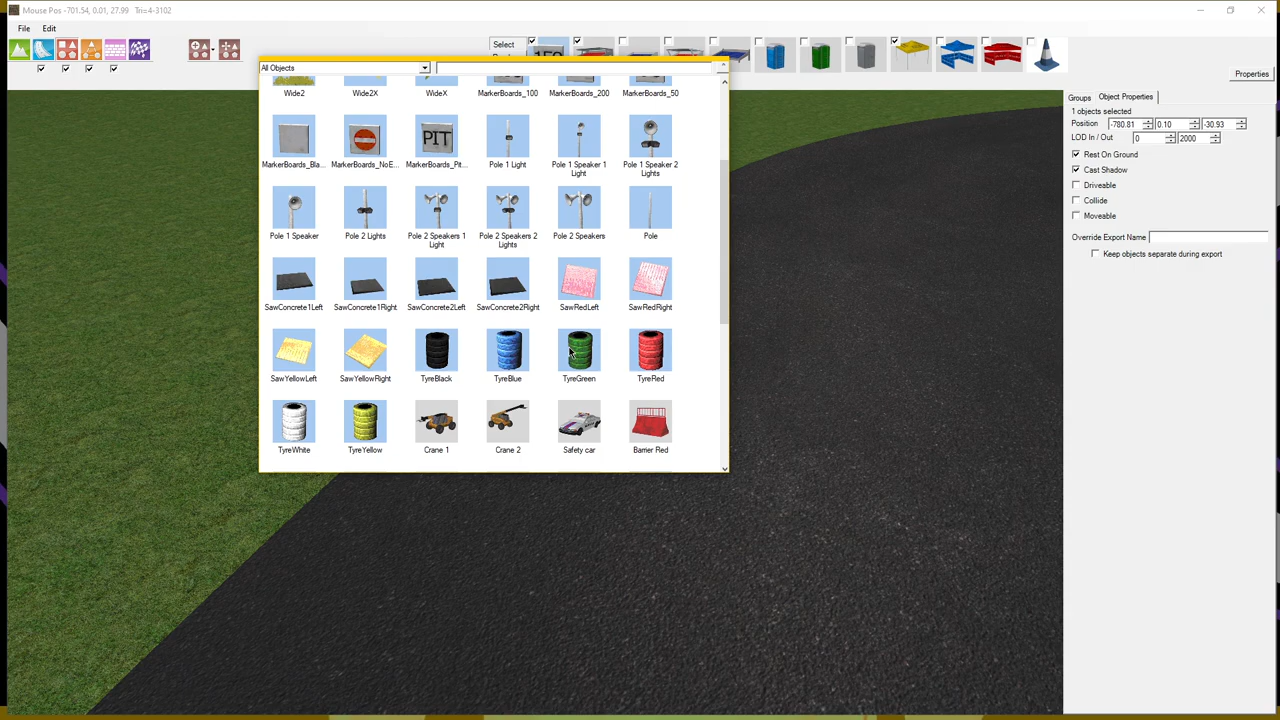 Mouse Pos -701.54, 0.01, 27.99 Tri=4-3102
File Edit
Select
All Objects
Properties
Wide2 Wide2X WideX MarkerBoards_100 MarkerBoards_200 MarkerBoards_50
MarkerBoards_Bla... MarkerBoards_NoE... MarkerBoards_Pit... Pole 1 Light Pole 1 Speaker 1 Light Pole 1 Speaker 2 Lights
PIT
Pole 1 Speaker Pole 2 Lights Pole 2 Speakers 1 Light Pole 2 Speakers 2 Lights Pole 2 Speakers Pole
SawConcrete1Left SawConcrete1Right SawConcrete2Left SawConcrete2Right SawRedLeft SawRedRight
SawYellowLeft SawYellowRight TyreBlack TyreBlue TyreGreen TyreRed
TyreWhite TyreYellow Crane 1 Crane 2 Safety car Barrier Red
Groups Object Properties
1 objects selected
Position -780.81 0.10 -30.93
LOD In / Out 0 2000
Rest On Ground
Cast Shadow
Driveable
Collide
Moveable
Override Export Name
Keep objects separate during export